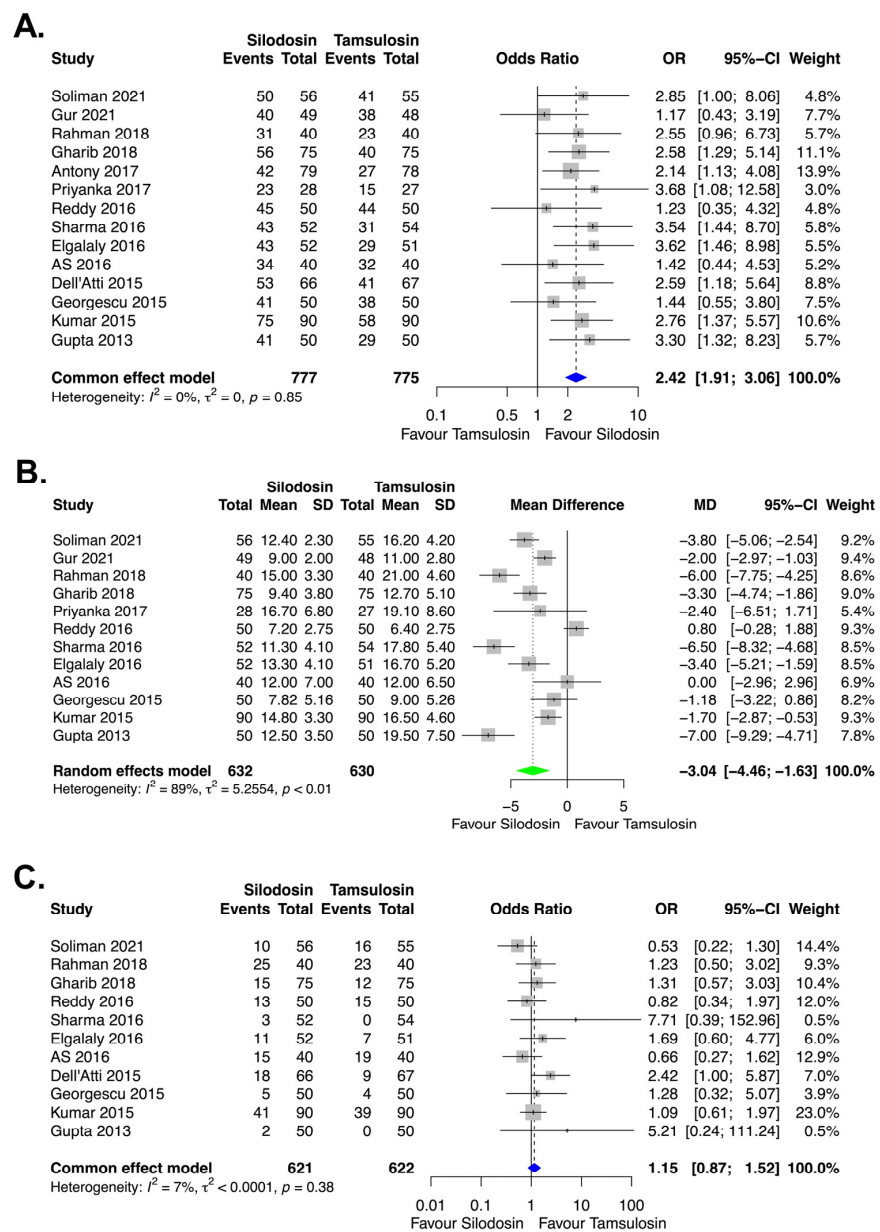 A.
Silodosin Tamsulosin
Study Events Total Events Total Odds Ratio OR 95%−CI Weight
Soliman 2021 50 56 41 55 2.85 [1.00; 8.06] 4.8%
Gur 2021 40 49 38 48 1.17 [0.43; 3.19] 7.7%
Rahman 2018 31 40 23 40 2.55 [0.96; 6.73] 5.7%
Gharib 2018 56 75 40 75 2.58 [1.29; 5.14] 11.1%
Antony 2017 42 79 27 78 2.14 [1.13; 4.08] 13.9%
Priyanka 2017 23 28 15 27 3.68 [1.08; 12.58] 3.0%
Reddy 2016 45 50 44 50 1.23 [0.35; 4.32] 4.8%
Sharma 2016 43 52 31 54 3.54 [1.44; 8.70] 5.8%
Elgalaly 2016 43 52 29 51 3.62 [1.46; 8.98] 5.5%
AS 2016 34 40 32 40 1.42 [0.44; 4.53] 5.2%
Dell'Atti 2015 53 66 41 67 2.59 [1.18; 5.64] 8.8%
Georgescu 2015 41 50 38 50 1.44 [0.55; 3.80] 7.5%
Kumar 2015 75 90 58 90 2.76 [1.37; 5.57] 10.6%
Gupta 2013 41 50 29 50 3.30 [1.32; 8.23] 5.7%
Common effect model 777 775 2.42 [1.91; 3.06] 100.0%
Heterogeneity: I² = 0%, τ² = 0, p = 0.85
0.1 0.5 1 2 10
Favour Tamsulosin Favour Silodosin
B.
Silodosin Tamsulosin
Study Total Mean SD Total Mean SD Mean Difference MD 95%−CI Weight
Soliman 2021 56 12.40 2.30 55 16.20 4.20 −3.80 [−5.06; −2.54] 9.2%
Gur 2021 49 9.00 2.00 48 11.00 2.80 −2.00 [−2.97; −1.03] 9.4%
Rahman 2018 40 15.00 3.30 40 21.00 4.60 −6.00 [−7.75; −4.25] 8.6%
Gharib 2018 75 9.40 3.80 75 12.70 5.10 −3.30 [−4.74; −1.86] 9.0%
Priyanka 2017 28 16.70 6.80 27 19.10 8.60 −2.40 [−6.51; 1.71] 5.4%
Reddy 2016 50 7.20 2.75 50 6.40 2.75 0.80 [−0.28; 1.88] 9.3%
Sharma 2016 52 11.30 4.10 54 17.80 5.40 −6.50 [−8.32; −4.68] 8.5%
Elgalaly 2016 52 13.30 4.10 51 16.70 5.20 −3.40 [−5.21; −1.59] 8.5%
AS 2016 40 12.00 7.00 40 12.00 6.50 0.00 [−2.96; 2.96] 6.9%
Georgescu 2015 50 7.82 5.16 50 9.00 5.26 −1.18 [−3.22; 0.86] 8.2%
Kumar 2015 90 14.80 3.30 90 16.50 4.60 −1.70 [−2.87; −0.53] 9.3%
Gupta 2013 50 12.50 3.50 50 19.50 7.50 −7.00 [−9.29; −4.71] 7.8%
Random effects model 632 630 −3.04 [−4.46; −1.63] 100.0%
Heterogeneity: I² = 89%, τ² = 5.2554, p < 0.01
−5 0 5
Favour Silodosin Favour Tamsulosin
C.
Silodosin Tamsulosin
Study Events Total Events Total Odds Ratio OR 95%−CI Weight
Soliman 2021 10 56 16 55 0.53 [0.22; 1.30] 14.4%
Rahman 2018 25 40 23 40 1.23 [0.50; 3.02] 9.3%
Gharib 2018 15 75 12 75 1.31 [0.57; 3.03] 10.4%
Reddy 2016 13 50 15 50 0.82 [0.34; 1.97] 12.0%
Sharma 2016 3 52 0 54 7.71 [0.39; 152.96] 0.5%
Elgalaly 2016 11 52 7 51 1.69 [0.60; 4.77] 6.0%
AS 2016 15 40 19 40 0.66 [0.27; 1.62] 12.9%
Dell'Atti 2015 18 66 9 67 2.42 [1.00; 5.87] 7.0%
Georgescu 2015 5 50 4 50 1.28 [0.32; 5.07] 3.9%
Kumar 2015 41 90 39 90 1.09 [0.61; 1.97] 23.0%
Gupta 2013 2 50 0 50 5.21 [0.24; 111.24] 0.5%
Common effect model 621 622 1.15 [0.87; 1.52] 100.0%
Heterogeneity: I² = 7%, τ² < 0.0001, p = 0.38
0.01 0.1 1 10 100
Favour Silodosin Favour Tamsulosin